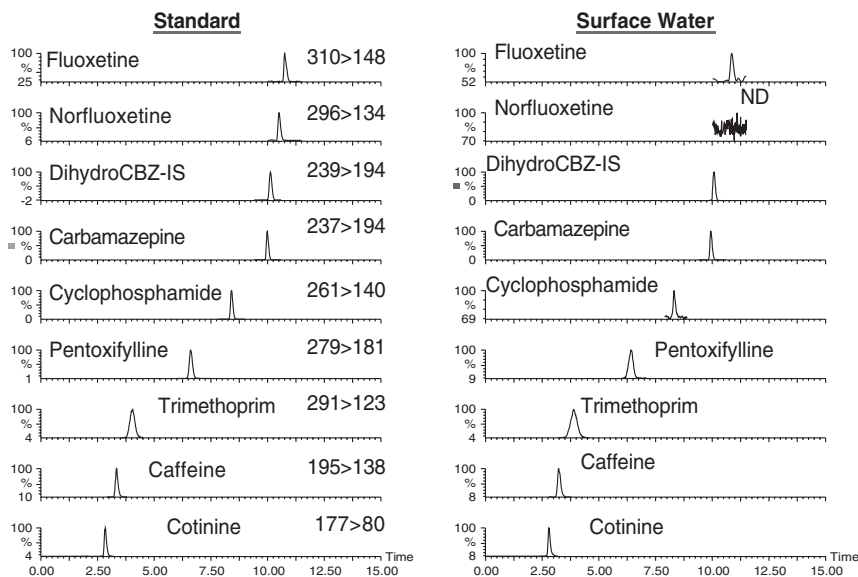 Standard
100
%
25
Fluoxetine 310>148
100
%
6
Norfluoxetine 296>134
100
%
-2
DihydroCBZ-IS 239>194
100
%
0
Carbamazepine 237>194
100
%
0
Cyclophosphamide 261>140
100
%
1
Pentoxifylline 279>181
100
%
4
Trimethoprim 291>123
100
%
10
Caffeine 195>138
100
%
4
Cotinine 177>80
Time
0.00 2.50 5.00 7.50 10.00 12.50 15.00
Surface Water
100
%
52
Fluoxetine
100
%
70
Norfluoxetine ND
100
%
0
DihydroCBZ-IS
100
%
0
Carbamazepine
100
%
69
Cyclophosphamide
100
%
9
Pentoxifylline
100
%
4
Trimethoprim
100
%
8
Caffeine
100
%
8
Cotinine
Time
0.00 2.50 5.00 7.50 10.00 12.50 15.00